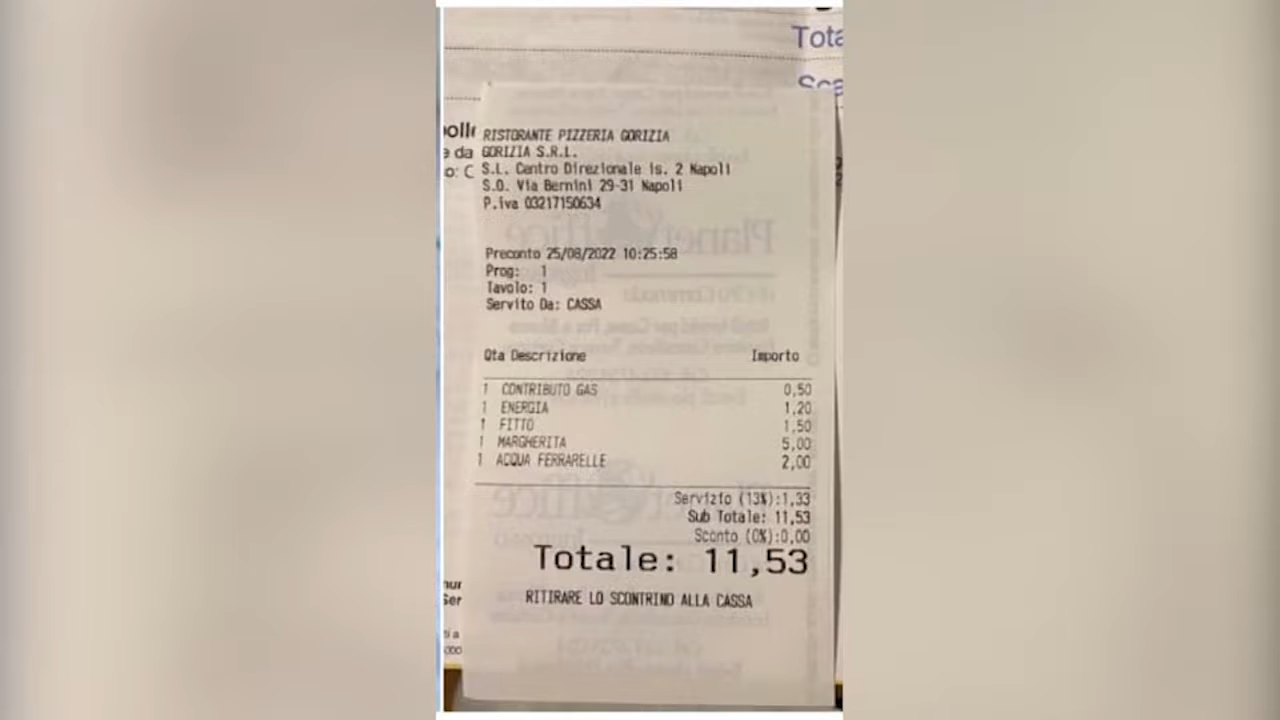 Tota
Sca
olle
e da
o: C
RISTORANTE PIZZERIA GORIZIA
GORIZIA S.R.L.
S.L. Centro Direzionale is. 2 Napoli
S.O. Via Bernini 29-31 Napoli
P.iva 03217150634
Preconto 25/08/2022 10:25:58
Prog: 1
Tavolo: 1
Servito Da: CASSA
Qta Descrizione Importo
1 CONTRIBUTO GAS 0,50
1 ENERGIA 1,20
1 FITTO 1,50
1 MARGHERITA 5,00
1 ACQUA FERRARELLE 2,00
Servizio (13%):1,33
Sub Totale: 11,53
Sconto (0%):0,00
Totale: 11,53
RITIRARE LO SCONTRINO ALLA CASSA